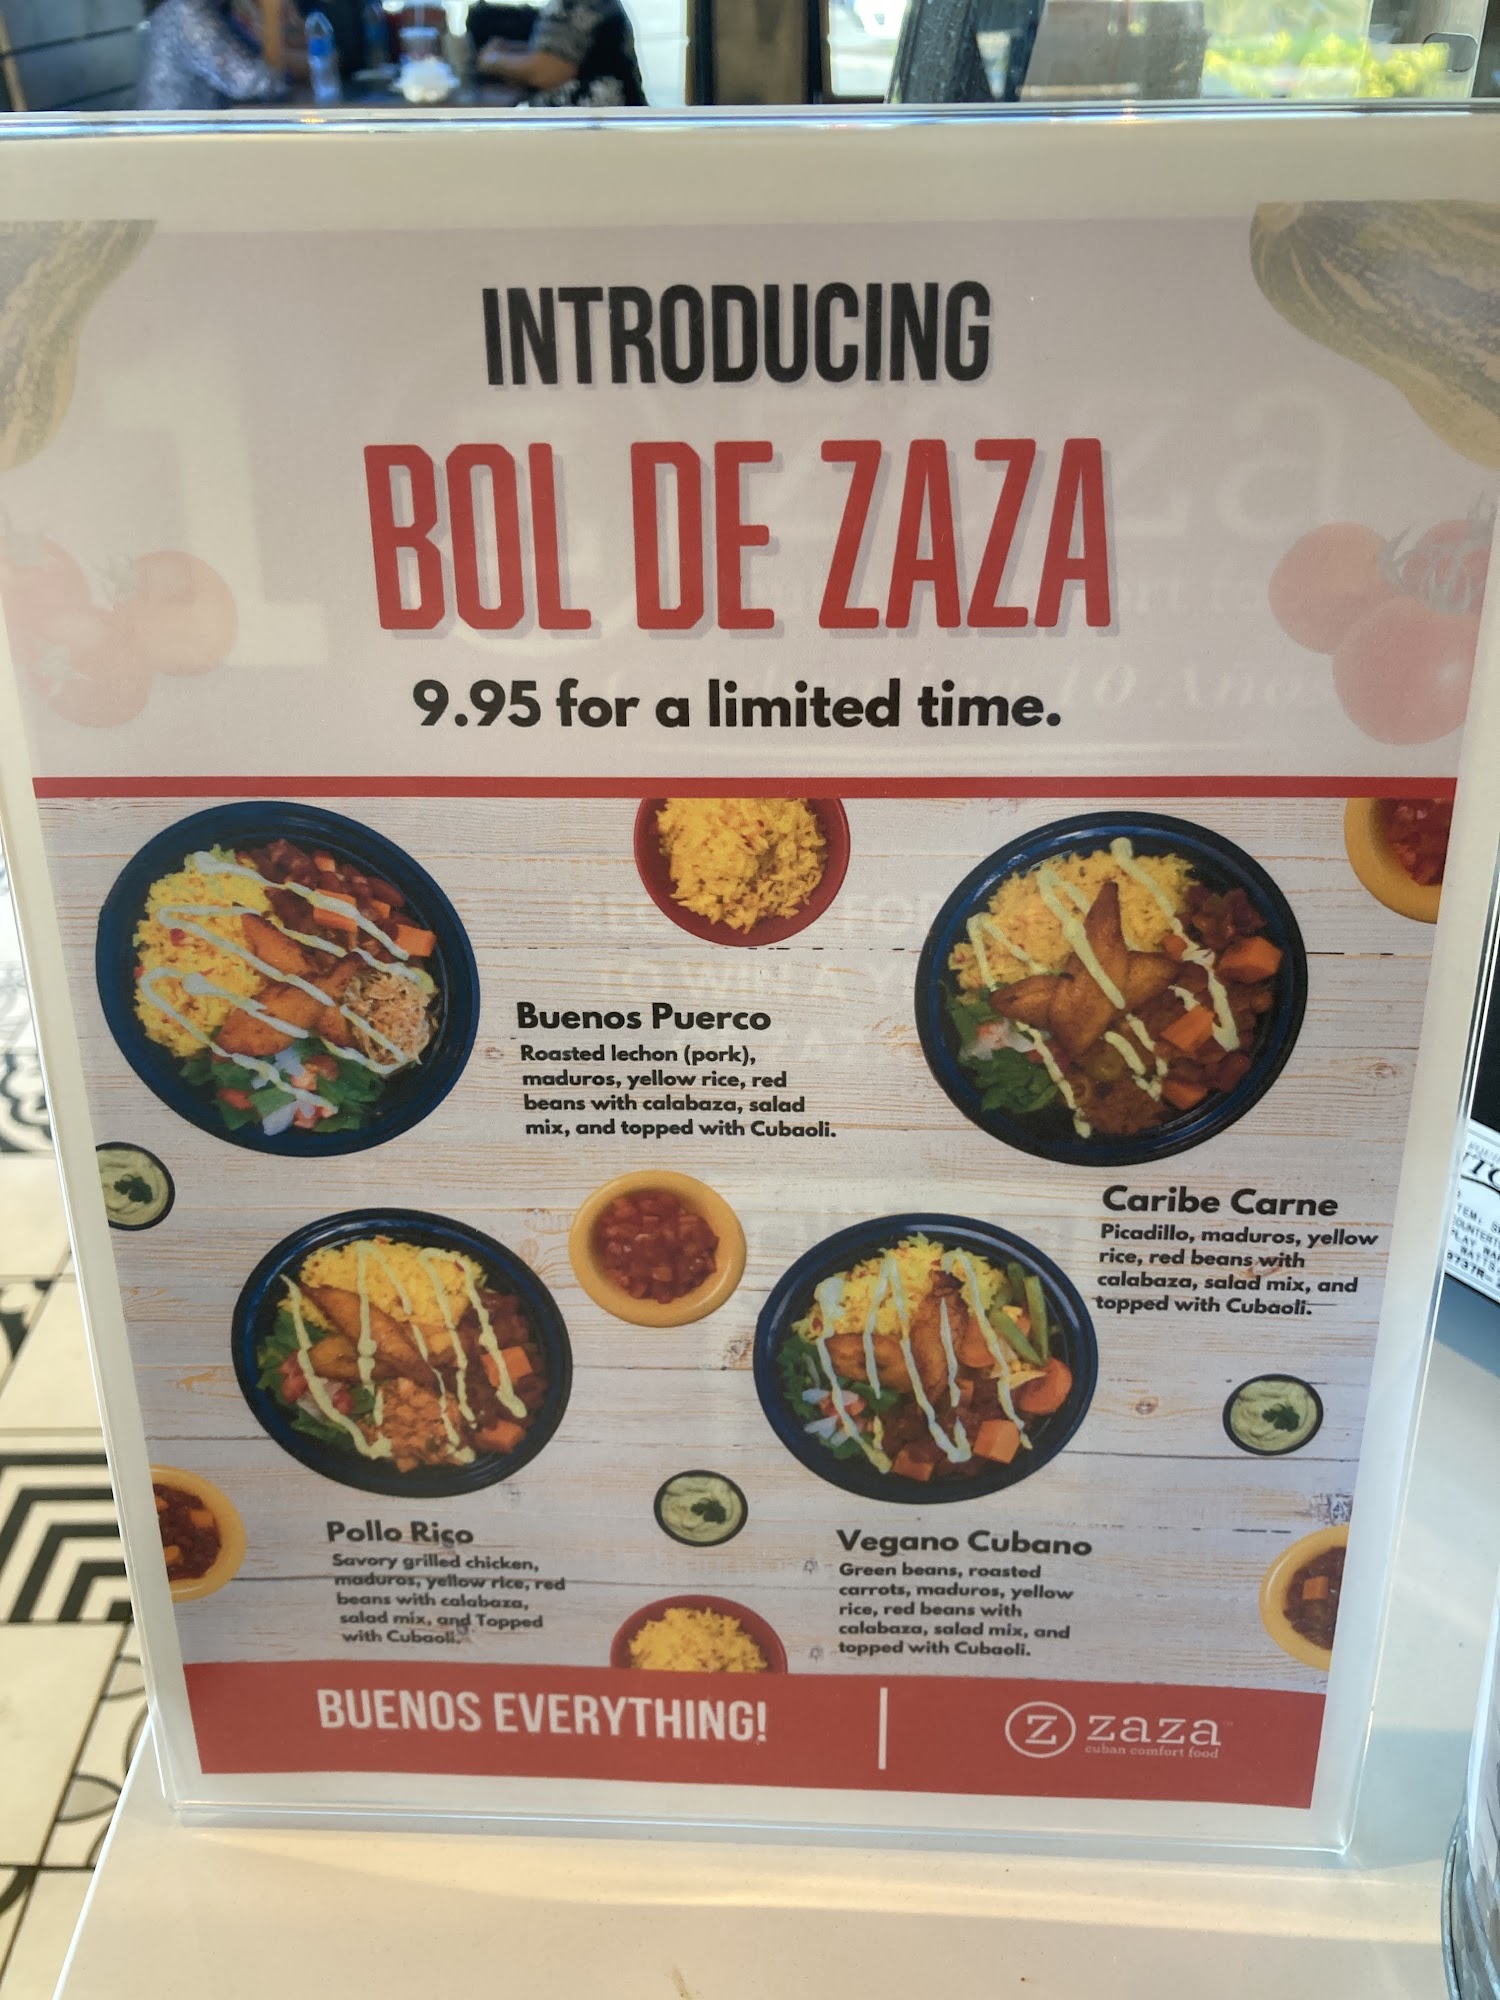 INTRODUCING
BOL DE ZAZA
9.95 for a limited time.
Buenos Puerco
Roasted lechon (pork),
maduros, yellow rice, red
beans with calabaza, salad
mix, and topped with Cubaoli.
Caribe Carne
Picadillo, maduros, yellow
rice, red beans with
calabaza, salad mix, and
topped with Cubaoli.
Pollo Rico
Savory grilled chicken,
maduros, yellow rice, red
beans with calabaza,
salad mix, and Topped
with Cubaoli.
Vegano Cubano
Green beans, roasted
carrots, maduros, yellow
rice, red beans with
calabaza, salad mix, and
topped with Cubaoli.
BUENOS EVERYTHING!
Z zaza
cuban comfort food